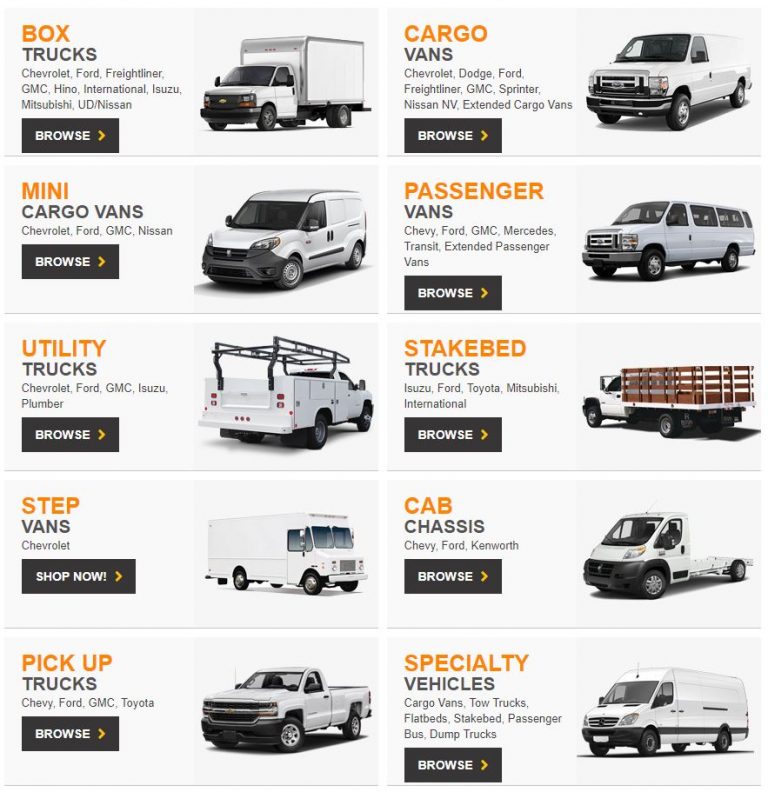 BOX
TRUCKS
Chevrolet, Ford, Freightliner,
GMC, Hino, International, Isuzu,
Mitsubishi, UD/Nissan
BROWSE
CARGO
VANS
Chevrolet, Dodge, Ford,
Freightliner, GMC, Sprinter,
Nissan NV, Extended Cargo Vans
BROWSE
MINI
CARGO VANS
Chevrolet, Ford, GMC, Nissan
BROWSE
PASSENGER
VANS
Chevy, Ford, GMC, Mercedes,
Transit, Extended Passenger
Vans
BROWSE
UTILITY
TRUCKS
Chevrolet, Ford, GMC, Isuzu,
Plumber
BROWSE
STAKEBED
TRUCKS
Isuzu, Ford, Toyota, Mitsubishi,
International
BROWSE
STEP
VANS
Chevrolet
SHOP NOW!
CAB
CHASSIS
Chevy, Ford, Kenworth
BROWSE
PICK UP
TRUCKS
Chevy, Ford, GMC, Toyota
BROWSE
SPECIALTY
VEHICLES
Cargo Vans, Tow Trucks,
Flatbeds, Stakebed, Passenger
Bus, Dump Trucks
BROWSE